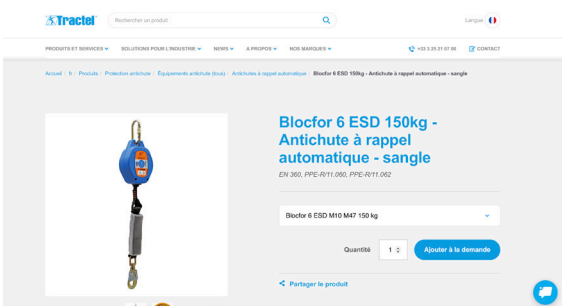 Tractel
Rechercher un produit
Langue
PRODUITS ET SERVICES
SOLUTIONS POUR L'INDUSTRIE
NEWS
A PROPOS
NOS MARQUES
+33 3 25 21 07 00
CONTACT
Accueil / fr / Produits / Protection antichute / Équipements antichute (tous) / Antichutes à rappel automatique / Blocfor 6 ESD 150kg - Antichute à rappel automatique - sangle
Blocfor 6 ESD 150kg -
Antichute à rappel
automatique - sangle
EN 360, PPE-R/11.060, PPE-R/11.062
Blocfor 6 ESD M10 M47 150 kg
Quantité
1
Ajouter à la demande
Partager le produit